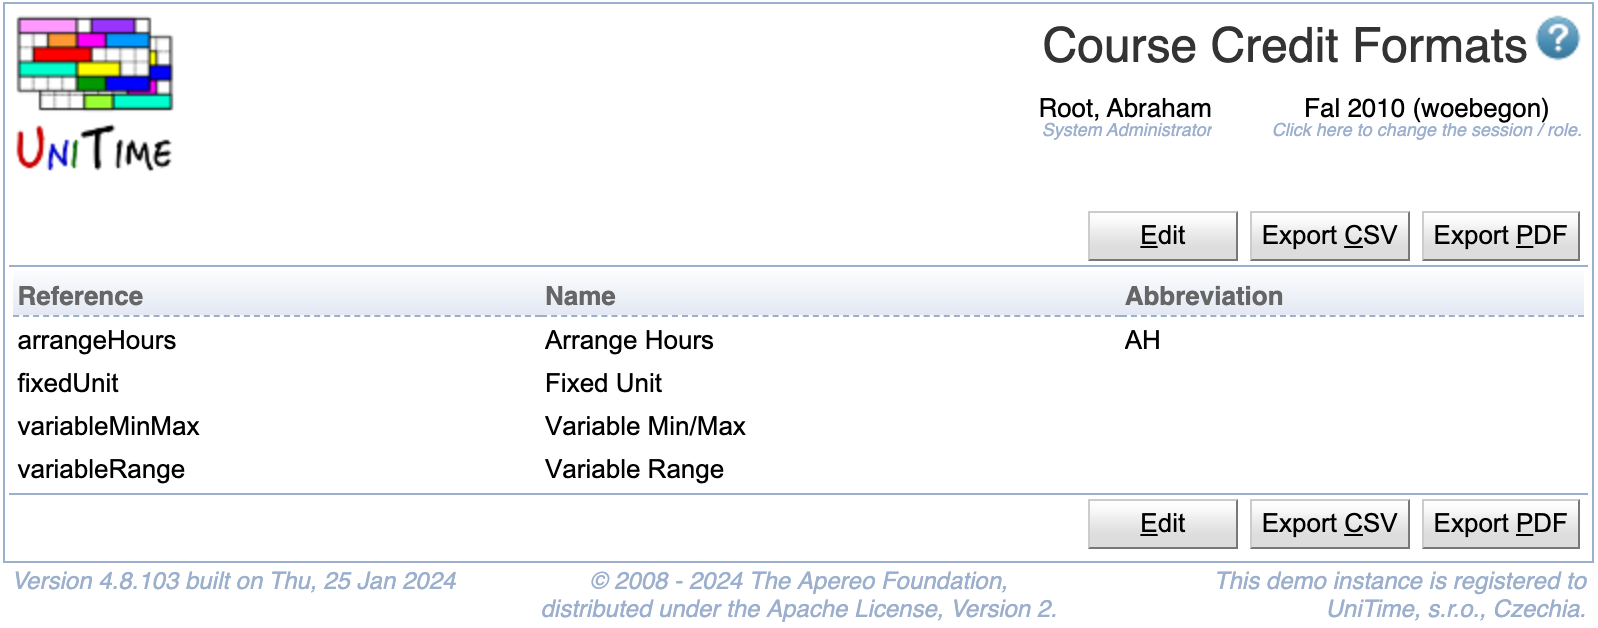 UNITIME
Course Credit Formats ?
Root, Abraham
System Administrator
Fal 2010 (woebegon)
Click here to change the session / role.
Edit Export CSV Export PDF
Reference Name Abbreviation
arrangeHours Arrange Hours AH
fixedUnit Fixed Unit
variableMinMax Variable Min/Max
variableRange Variable Range
Edit Export CSV Export PDF
Version 4.8.103 built on Thu, 25 Jan 2024
© 2008 - 2024 The Apereo Foundation,
distributed under the Apache License, Version 2.
This demo instance is registered to
UniTime, s.r.o., Czechia.